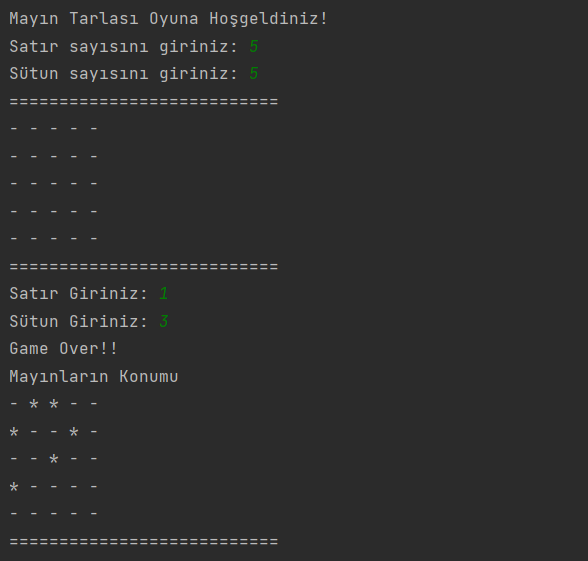 Mayın Tarlası Oyuna Hoşgeldiniz!
Satır sayısını giriniz: 5
Sütun sayısını giriniz: 5
===========================
- - - - -
- - - - -
- - - - -
- - - - -
- - - - -
===========================
Satır Giriniz: 1
Sütun Giriniz: 3
Game Over!!
Mayınların Konumu
- * * - -
* - - * -
- - * - -
* - - - -
- - - - -
===========================